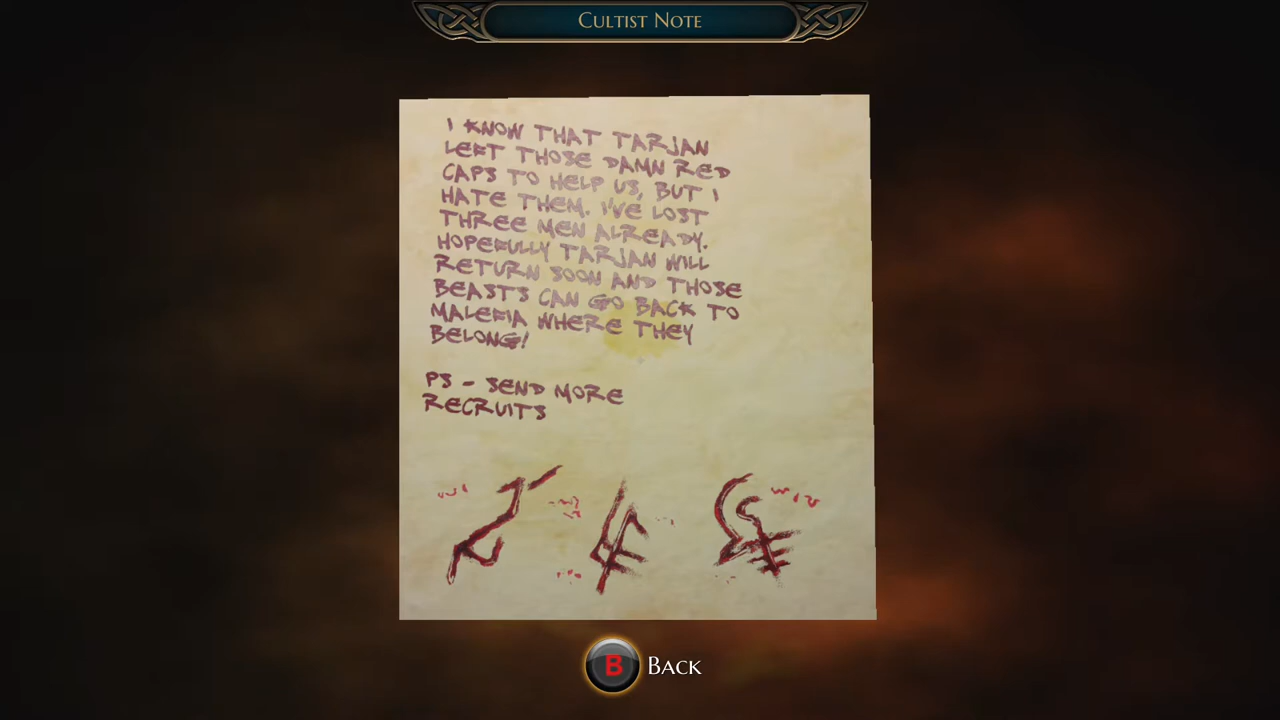 Cultist Note
I KNOW THAT TARJAN
LEFT THOSE DAMN RED
CAPS TO HELP US, BUT I
HATE THEM. I'VE LOST
THREE MEN ALREADY.
HOPEFULLY TARJAN WILL
RETURN SOON AND THOSE
BEASTS CAN GO BACK TO
MALEFIA WHERE THEY
BELONG!
PS - SEND MORE
RECRUITS
B Back